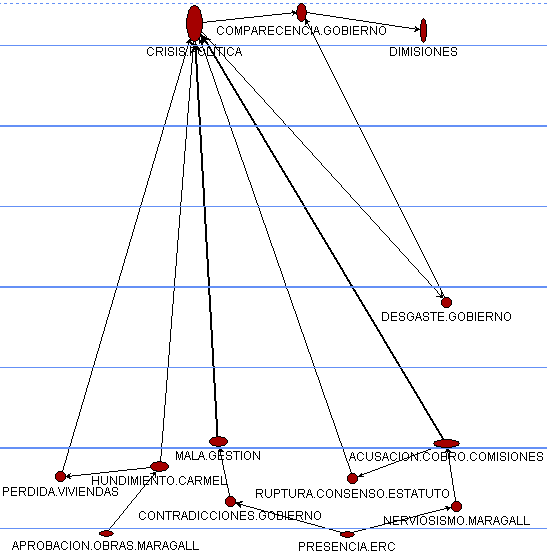 COMPARECENCIA.GOBIERNO
CRISIS.POLITICA
DIMISIONES
DESGASTE.GOBIERNO
MALA.GESTION
ACUSACION.COBRO.COMISIONES
HUNDIMIENTO.CARMEL
PERDIDA.VIVIENDAS
RUPTURA.CONSENSO.ESTATUTO
CONTRADICCIONES.GOBIERNO
NERVIOSISMO.MARAGALL
APROBACION.OBRAS.MARAGALL
PRESENCIA.ERC